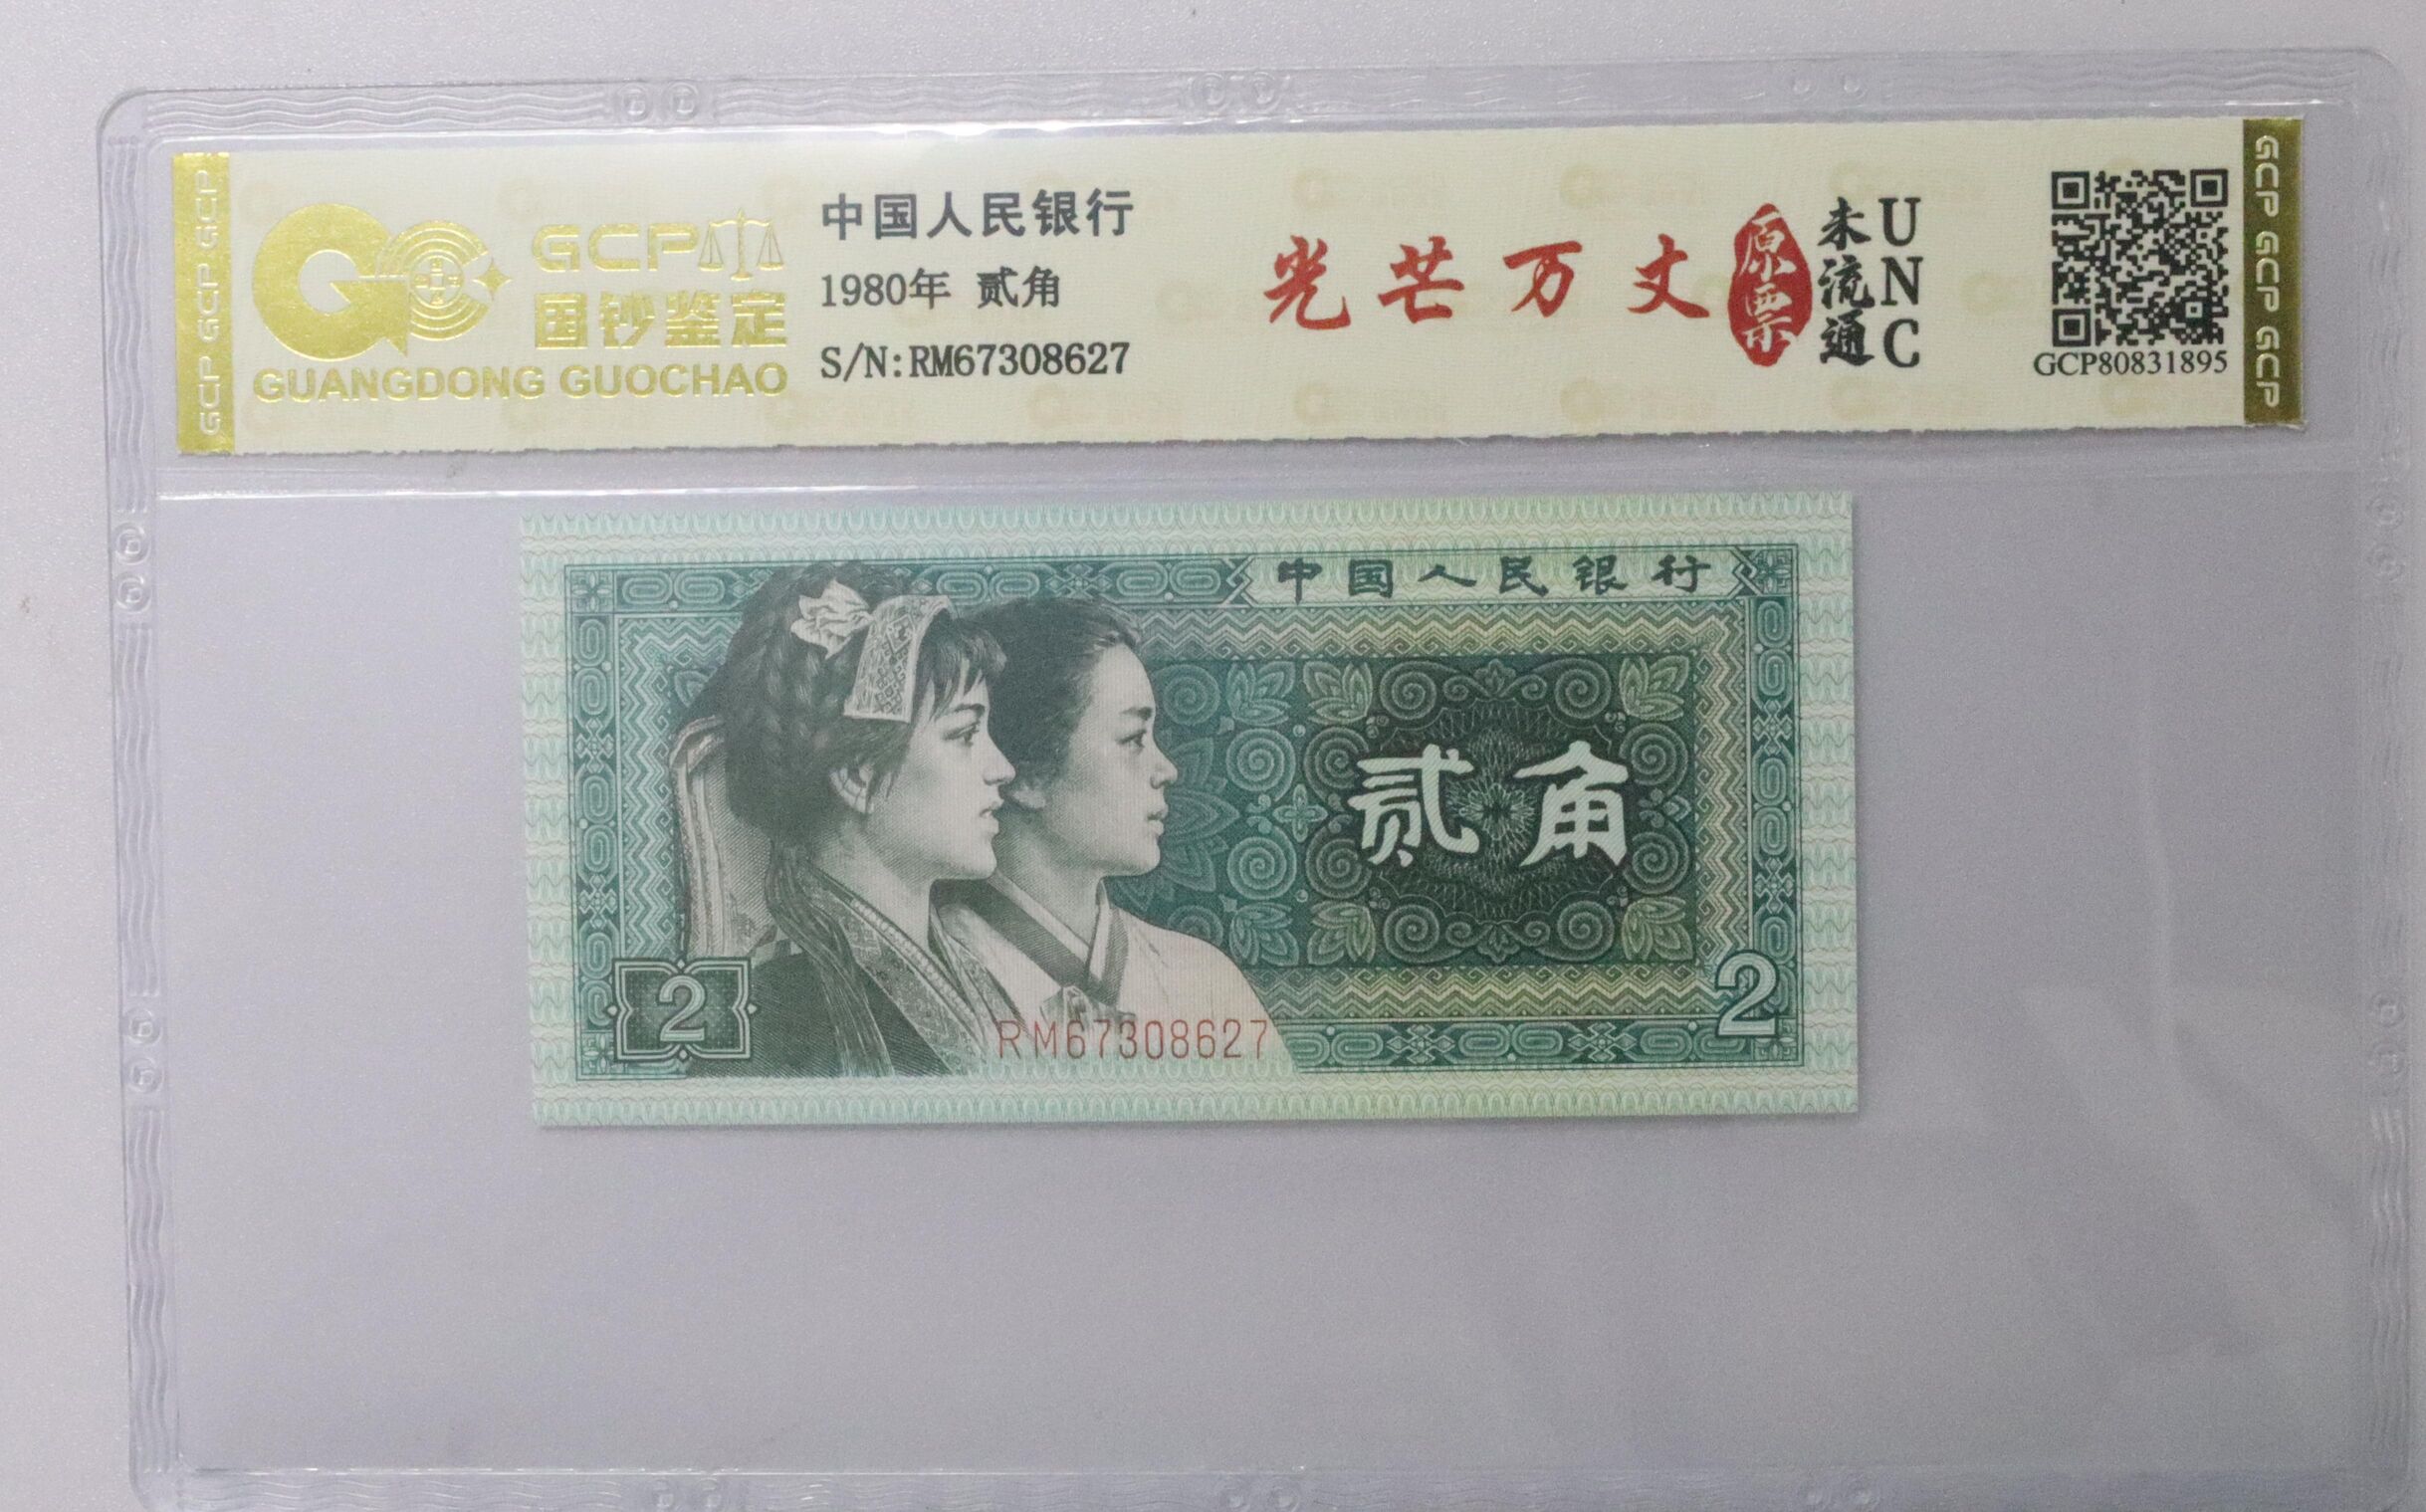 GCP GCP GCP
GCP
国钞鉴定
GUANGDONG GUOCHAO
中国人民银行
1980年 贰角
S/N:RM67308627
光芒万丈
原票
未流通
UNC
GCP80831895
GCP GCP GCP
中国人民银行
贰角
2
2
RM67308627